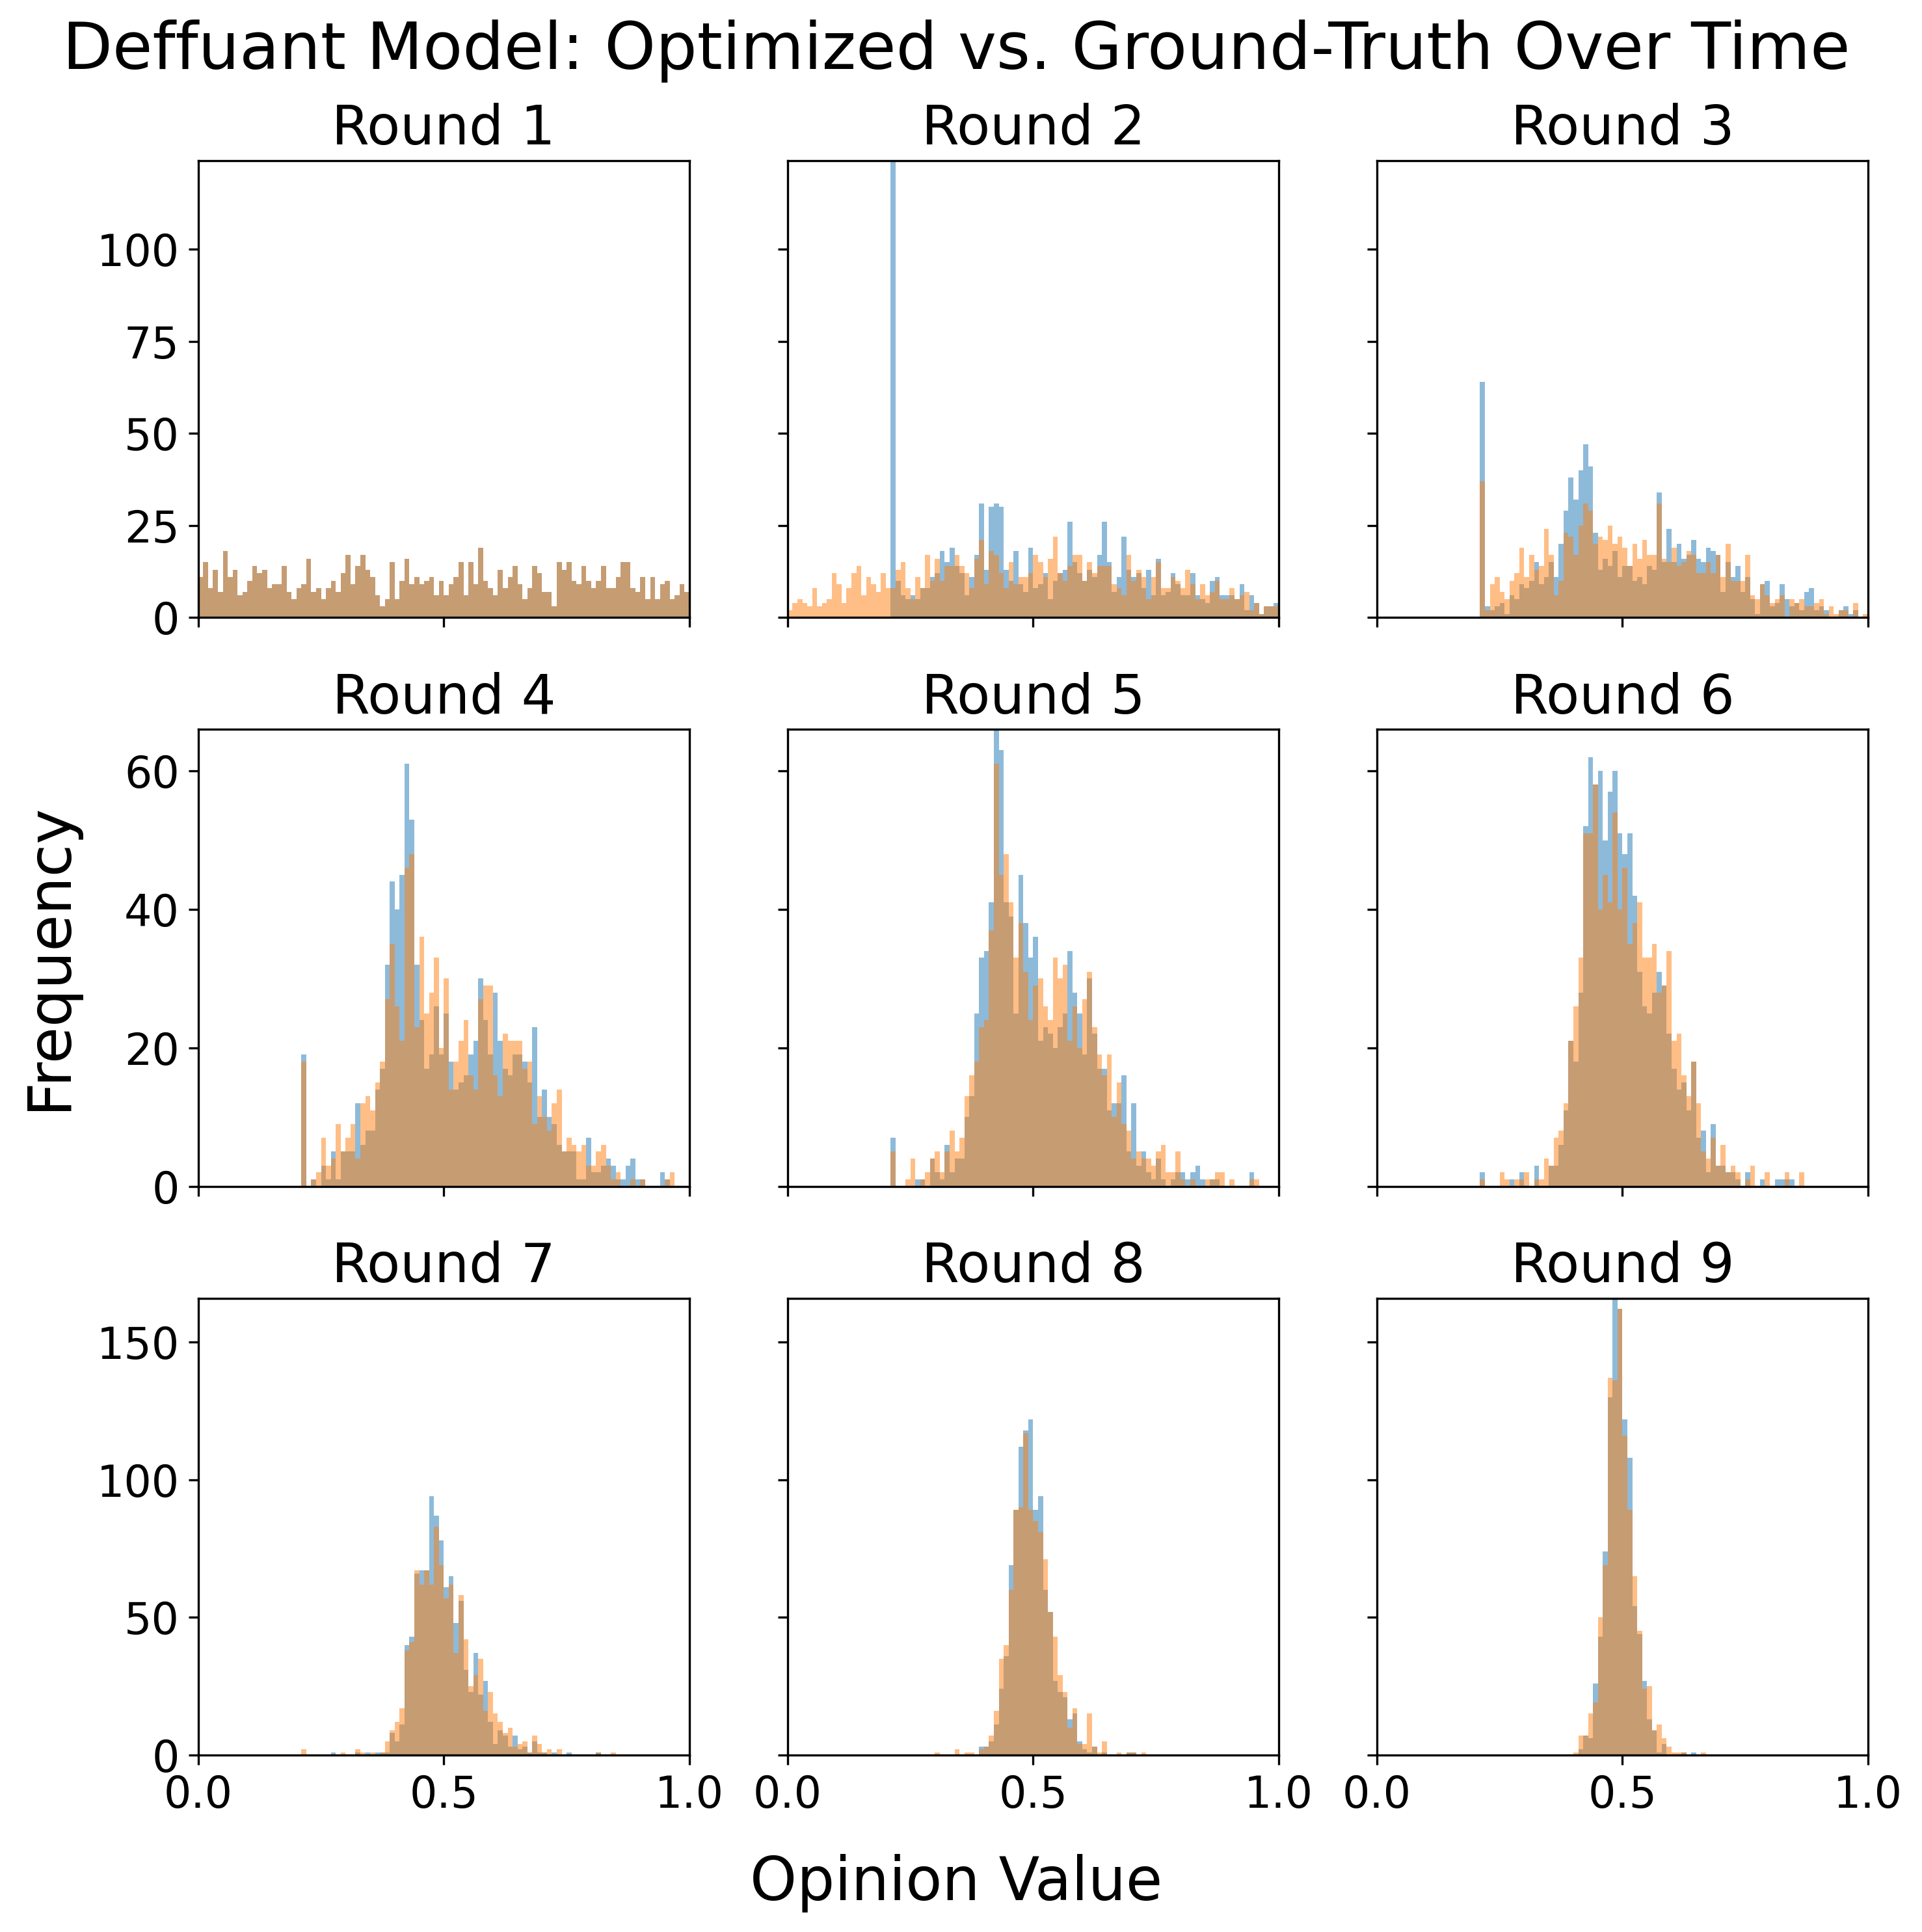 Deffuant Model: Optimized vs. Ground-Truth Over Time
Round 1
Round 2
Round 3
100
75
50
25
0
Round 4
Round 5
Round 6
60
40
20
0
Frequency
Round 7
Round 8
Round 9
150
100
50
0
0.0 0.5 1.0 0.0 0.5 1.0 0.0 0.5 1.0
Opinion Value